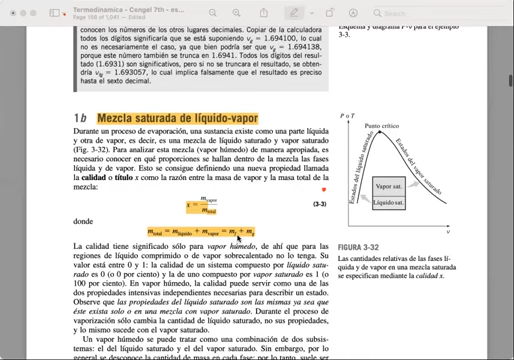 Termodinamica - Cengel 7th - es...
Page 156 of 1,041 — Edited
Search
conocen los números de los otros lugares decimales. Copiar de la calculadora
todos los dígitos significaría que se está suponiendo vg = 1.694100, lo cual
no es necesariamente el caso, ya que bien podría ser que vg = 1.694138,
porque este número también se trunca en 1.6941. Todos los dígitos del resul-
tado (1.6931) son significativos, pero si no se truncara el resultado, se obten-
dría vfg = 1.693057, lo cual implica falsamente que el resultado es preciso
hasta el sexto decimal.
3-3.
1b Mezcla saturada de líquido-vapor
Durante un proceso de evaporación, una sustancia existe como una parte líquida
y otra de vapor, es decir, es una mezcla de líquido saturado y vapor saturado
(Fig. 3-32). Para analizar esta mezcla (vapor húmedo) de manera apropiada, es
necesario conocer en qué proporciones se hallan dentro de la mezcla las fases
líquida y de vapor. Esto se consigue definiendo una nueva propiedad llamada
la calidad o título x como la razón entre la masa de vapor y la masa total de la
mezcla:
x = mvapor / mtotal (3-3)
donde
mtotal = mlíquido + mvapor = mf + mg
La calidad tiene significado sólo para vapor húmedo, de ahí que para las
regiones de líquido comprimido o de vapor sobrecalentado no lo tenga. Su
valor está entre 0 y 1: la calidad de un sistema compuesto por líquido satu-
rado es 0 (o 0 por ciento) y la de uno compuesto por vapor saturado es 1 (o
100 por ciento). En vapor húmedo, la calidad puede servir como una de las
dos propiedades intensivas independientes necesarias para describir un estado.
Observe que las propiedades del líquido saturado son las mismas ya sea que
éste exista solo o en una mezcla con vapor saturado. Durante el proceso de
vaporización sólo cambia la cantidad de líquido saturado, no sus propiedades,
y lo mismo sucede con el vapor saturado.
Un vapor húmedo se puede tratar como una combinación de dos subsis-
temas: el del líquido saturado y el del vapor saturado. Sin embargo, por lo
P o T
Punto crítico
Estados del líquido saturado
Estados del vapor saturado
Vapor sat.
Líquido sat.
v
FIGURA 3-32
Las cantidades relativas de las fases lí-
quida y de vapor en una mezcla saturada
se especifican mediante la calidad x.